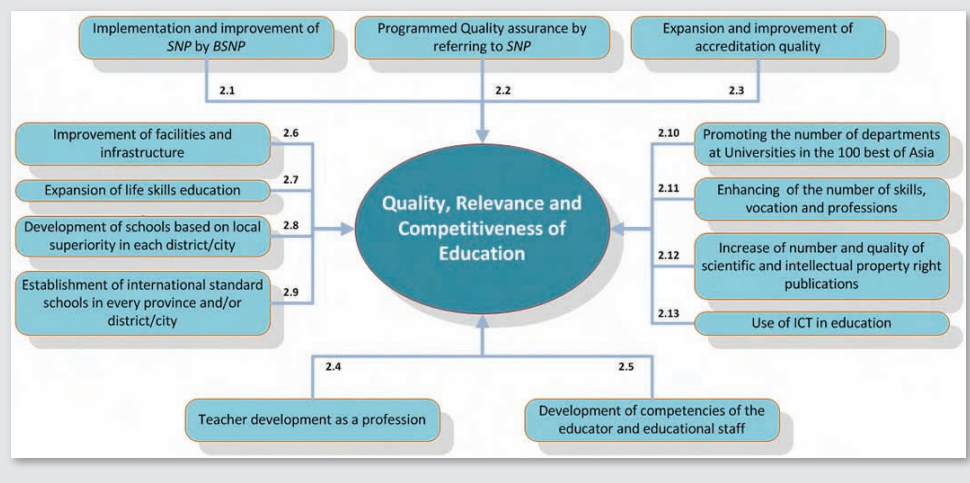 Implementation and improvement of
SNP by BSNP
Programmed Quality assurance by
referring to SNP
Expansion and improvement of
accreditation quality
2.1
2.2
2.3
Improvement of facilities and
infrastructure
2.6
Expansion of life skills education
2.7
Development of schools based on local
superiority in each district/city
2.8
Establishment of international standard
schools in every province and/or
district/city
2.9
Quality, Relevance and
Competitiveness of
Education
2.10
Promoting the number of departments
at Universities in the 100 best of Asia
2.11
Enhancing of the number of skills,
vocation and professions
2.12
Increase of number and quality of
scientific and intellectual property right
publications
2.13
Use of ICT in education
2.4
2.5
Teacher development as a profession
Development of competencies of the
educator and educational staff